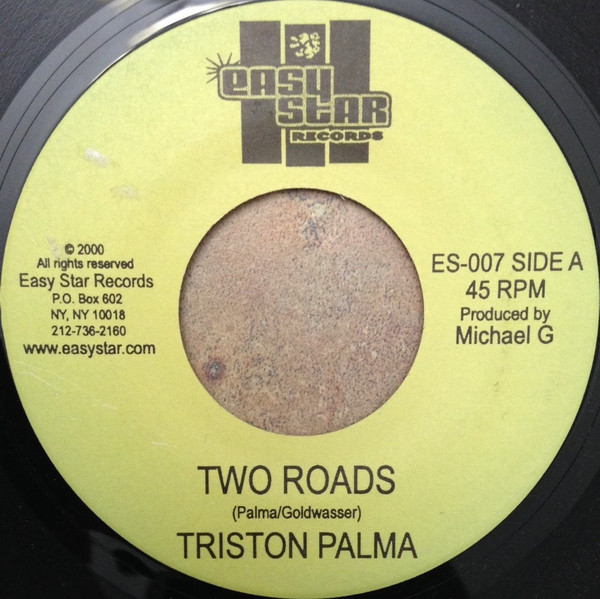 easy
star
RECORDS
© 2000
All rights reserved
Easy Star Records
P.O. Box 602
NY, NY 10018
212-736-2160
www.easystar.com
ES-007 SIDE A
45 RPM
Produced by
Michael G
TWO ROADS
(Palma/Goldwasser)
TRISTON PALMA